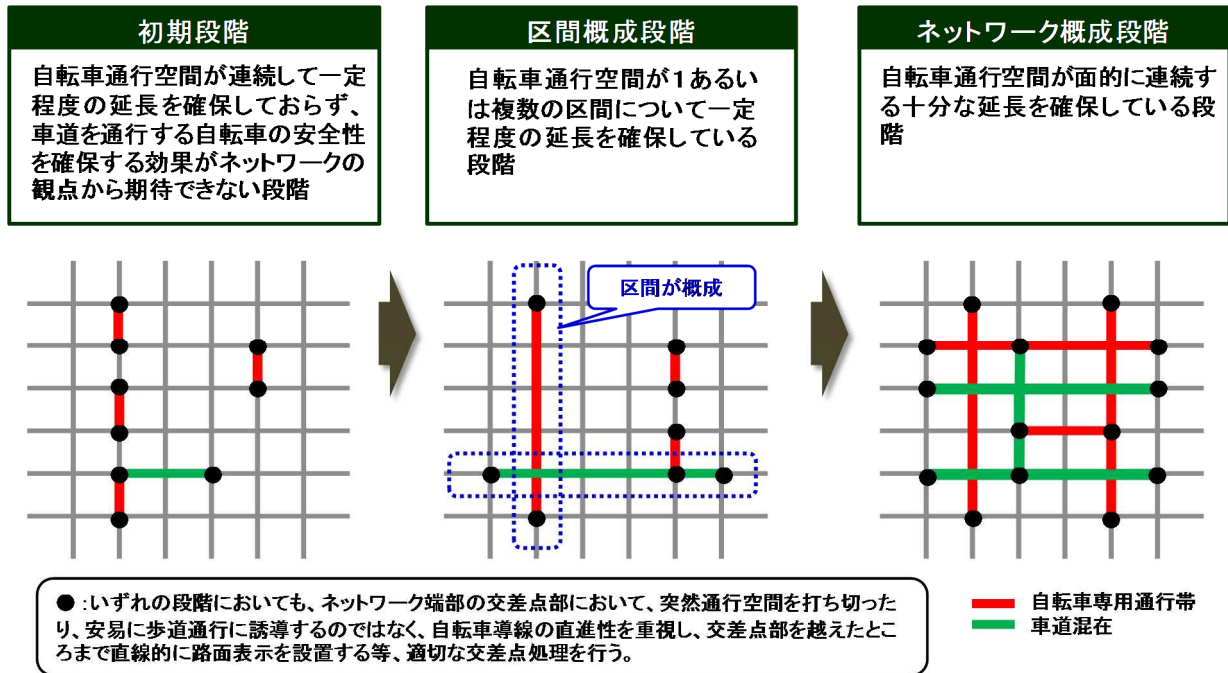 初期段階
自転車通行空間が連続して一定
程度の延長を確保しておらず、
車道を通行する自転車の安全性
を確保する効果がネットワークの
観点から期待できない段階
区間概成段階
自転車通行空間が1あるい
は複数の区間について一定
程度の延長を確保している
段階
ネットワーク概成段階
自転車通行空間が面的に連続す
る十分な延長を確保している段
階
区間が概成
●:いずれの段階においても、ネットワーク端部の交差点部において、突然通行空間を打ち切った
り、安易に歩道通行に誘導するのではなく、自転車導線の直進性を重視し、交差点部を越えたとこ
ろまで直線的に路面表示を設置する等、適切な交差点処理を行う。
自転車専用通行帯
車道混在